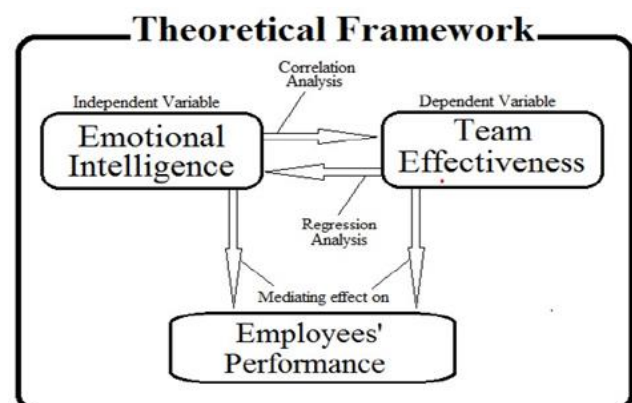 Theoretical Framework
Correlation
Analysis
Independent Variable
Dependent Variable
Emotional
Intelligence
Team
Effectiveness
Regression
Analysis
Mediating effect on
Employees'
Performance